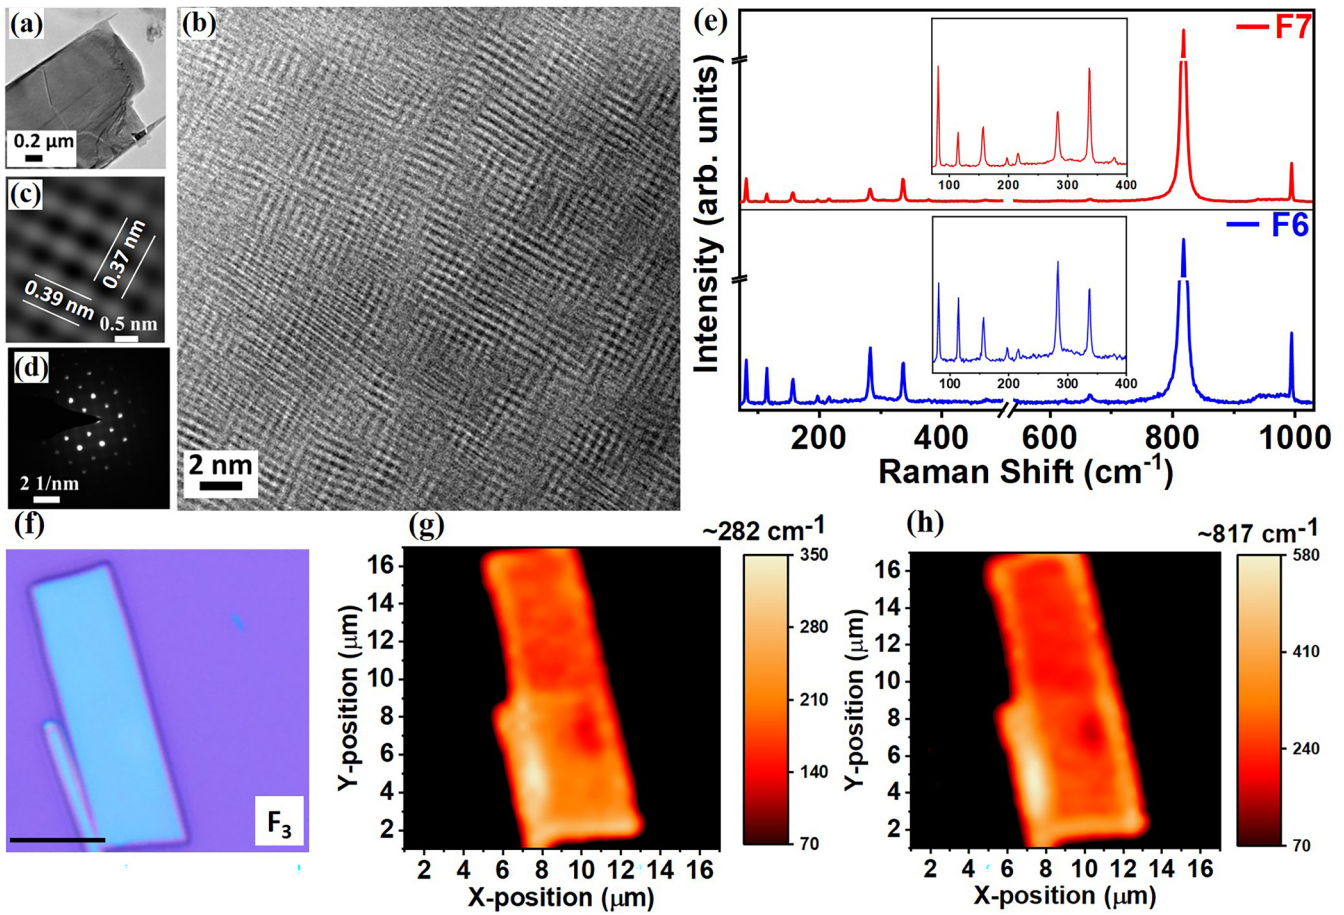 (a)
0.2 µm
(b)
2 nm
(c)
0.37 nm
0.39 nm
0.5 nm
(d)
2 1/nm
(e)
Intensity (arb. units)
F7
100 200 300 400
F6
100 200 300 400
200 400 600 800 1000
Raman Shift (cm-1)
(f)
F3
(g)
~282 cm-1
Y-position (µm)
16
14
12
10
8
6
4
2
2 4 6 8 10 12 14 16
X-position (µm)
350
280
210
140
70
(h)
~817 cm-1
Y-position (µm)
16
14
12
10
8
6
4
2
2 4 6 8 10 12 14 16
X-position (µm)
580
410
240
70